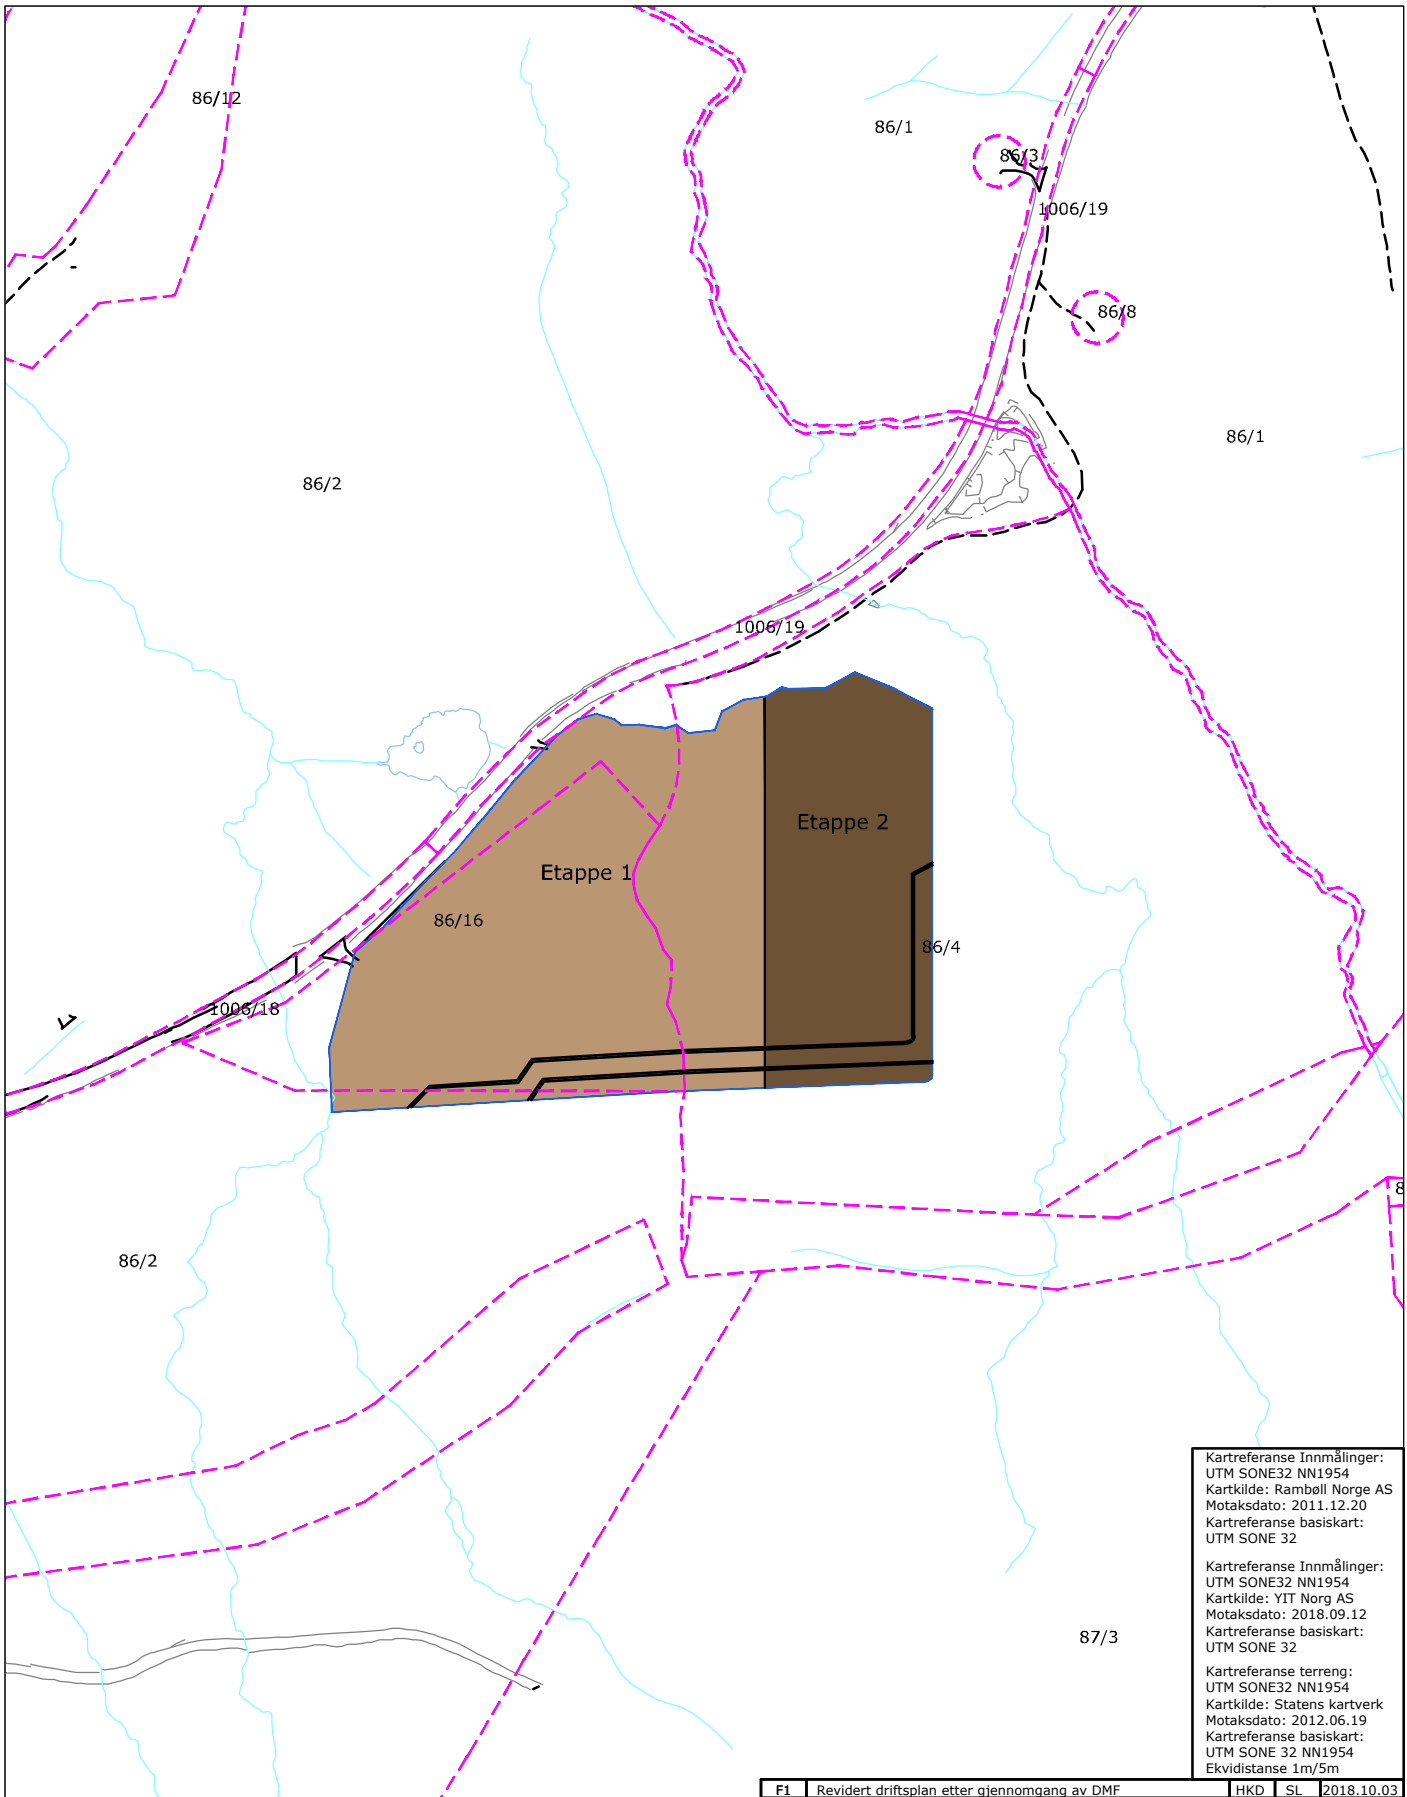 86/12
86/1
86/3
1006/19
86/8
86/1
86/2
1006/19
Etappe 2
Etappe 1
86/16
86/4
1006/18
86/2
8
87/3
Kartreferanse Innmålinger:
UTM SONE32 NN1954
Kartkilde: Rambøll Norge AS
Motaksdato: 2011.12.20
Kartreferanse basiskart:
UTM SONE 32
Kartreferanse Innmålinger:
UTM SONE32 NN1954
Kartkilde: YIT Norg AS
Motaksdato: 2018.09.12
Kartreferanse basiskart:
UTM SONE 32
Kartreferanse terreng:
UTM SONE32 NN1954
Kartkilde: Statens kartverk
Motaksdato: 2012.06.19
Kartreferanse basiskart:
UTM SONE 32 NN1954
Ekvidistanse 1m/5m
F1 Revidert driftsplan etter gjennomgang av DMF HKD SL 2018.10.03